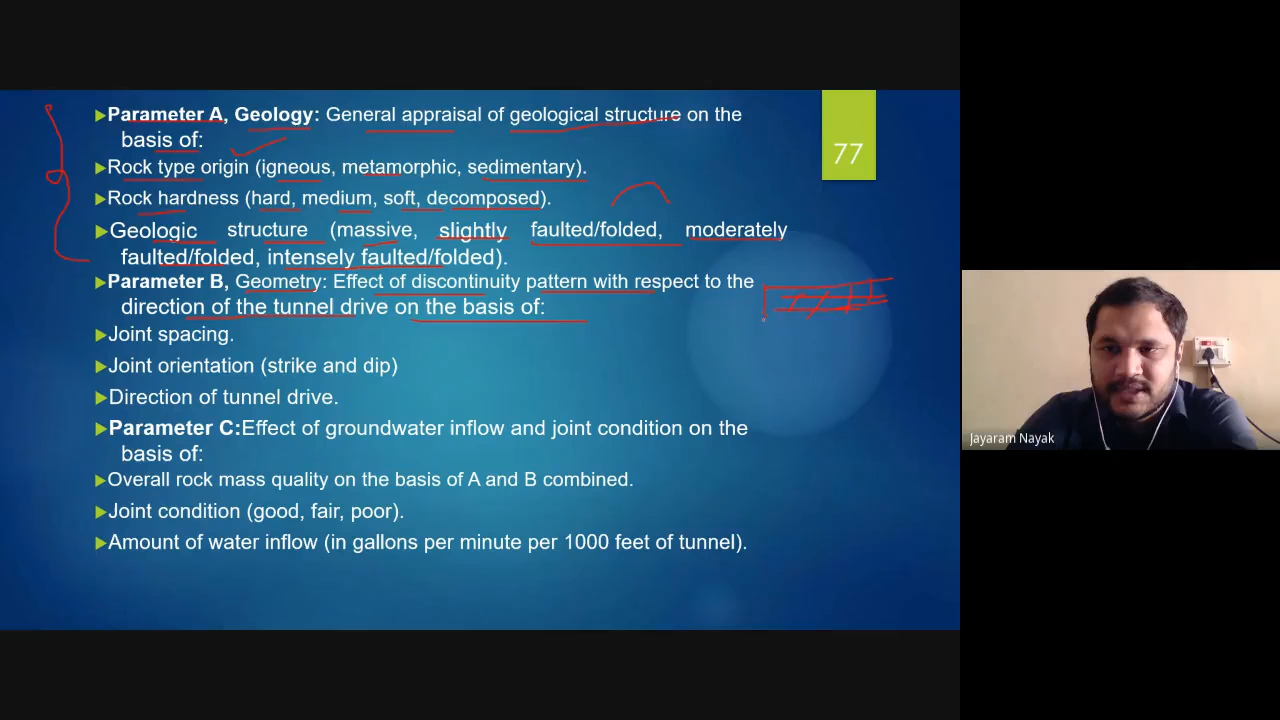 ▶Parameter A, Geology: General appraisal of geological structure on the
basis of:
▶Rock type origin (igneous, metamorphic, sedimentary).
▶Rock hardness (hard, medium, soft, decomposed).
▶Geologic structure (massive, slightly faulted/folded, moderately
faulted/folded, intensely faulted/folded).
▶Parameter B, Geometry: Effect of discontinuity pattern with respect to the
direction of the tunnel drive on the basis of:
▶Joint spacing.
▶Joint orientation (strike and dip)
▶Direction of tunnel drive.
▶Parameter C:Effect of groundwater inflow and joint condition on the
basis of:
▶Overall rock mass quality on the basis of A and B combined.
▶Joint condition (good, fair, poor).
▶Amount of water inflow (in gallons per minute per 1000 feet of tunnel).
77
Jayaram Nayak